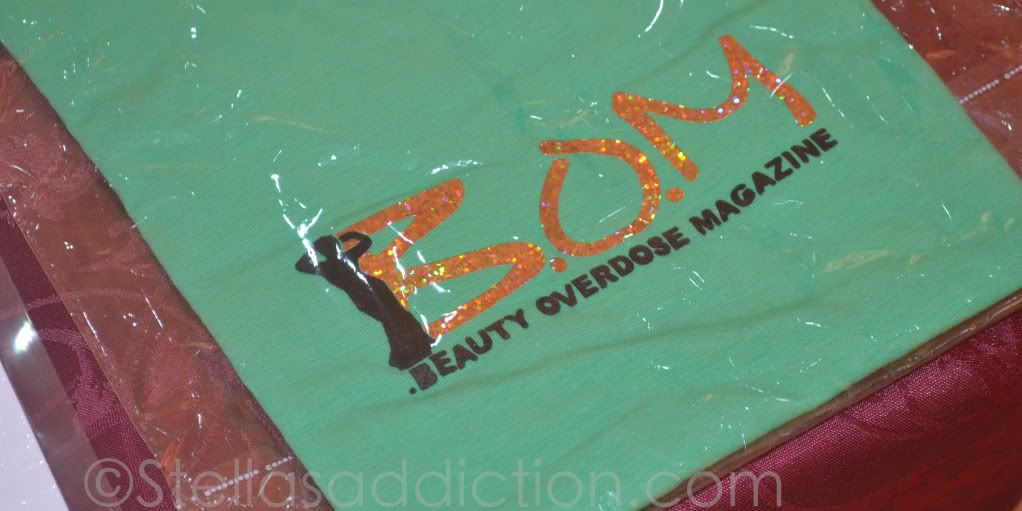 B.O.M
.BEAUTY OVERDOSE MAGAZINE
©Stellasaddiction.com